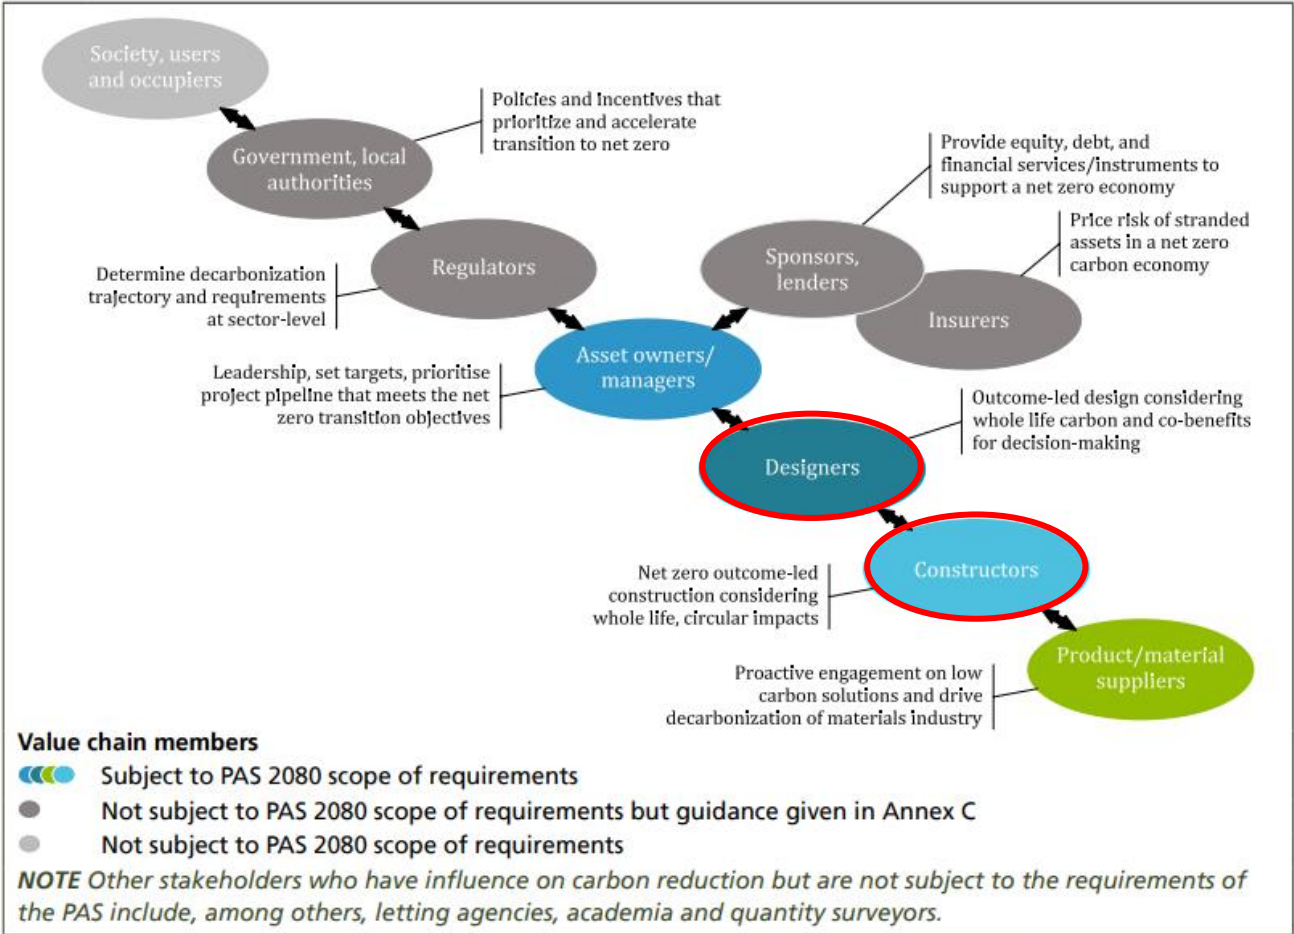 Society, users
and occupiers
Policies and incentives that
prioritize and accelerate
transition to net zero
Government, local
authorities
Provide equity, debt, and
financial services/instruments to
support a net zero economy
Price risk of stranded
assets in a net zero
carbon economy
Regulators
Sponsors,
lenders
Determine decarbonization
trajectory and requirements
at sector-level
Insurers
Asset owners/
managers
Leadership, set targets, prioritise
project pipeline that meets the net
zero transition objectives
Outcome-led design considering
whole life carbon and co-benefits
for decision-making
Designers
Constructors
Net zero outcome-led
construction considering
whole life, circular impacts
Product/material
suppliers
Proactive engagement on low
carbon solutions and drive
decarbonization of materials industry
Value chain members
Subject to PAS 2080 scope of requirements
Not subject to PAS 2080 scope of requirements but guidance given in Annex C
Not subject to PAS 2080 scope of requirements
NOTE Other stakeholders who have influence on carbon reduction but are not subject to the requirements of
the PAS include, among others, letting agencies, academia and quantity surveyors.